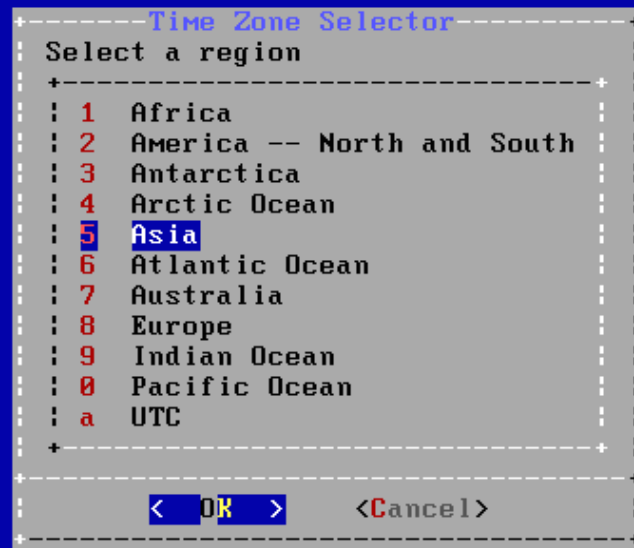 Time Zone Selector
Select a region
1 Africa
2 America -- North and South
3 Antarctica
4 Arctic Ocean
5 Asia
6 Atlantic Ocean
7 Australia
8 Europe
9 Indian Ocean
0 Pacific Ocean
a UTC
< OK > <Cancel>